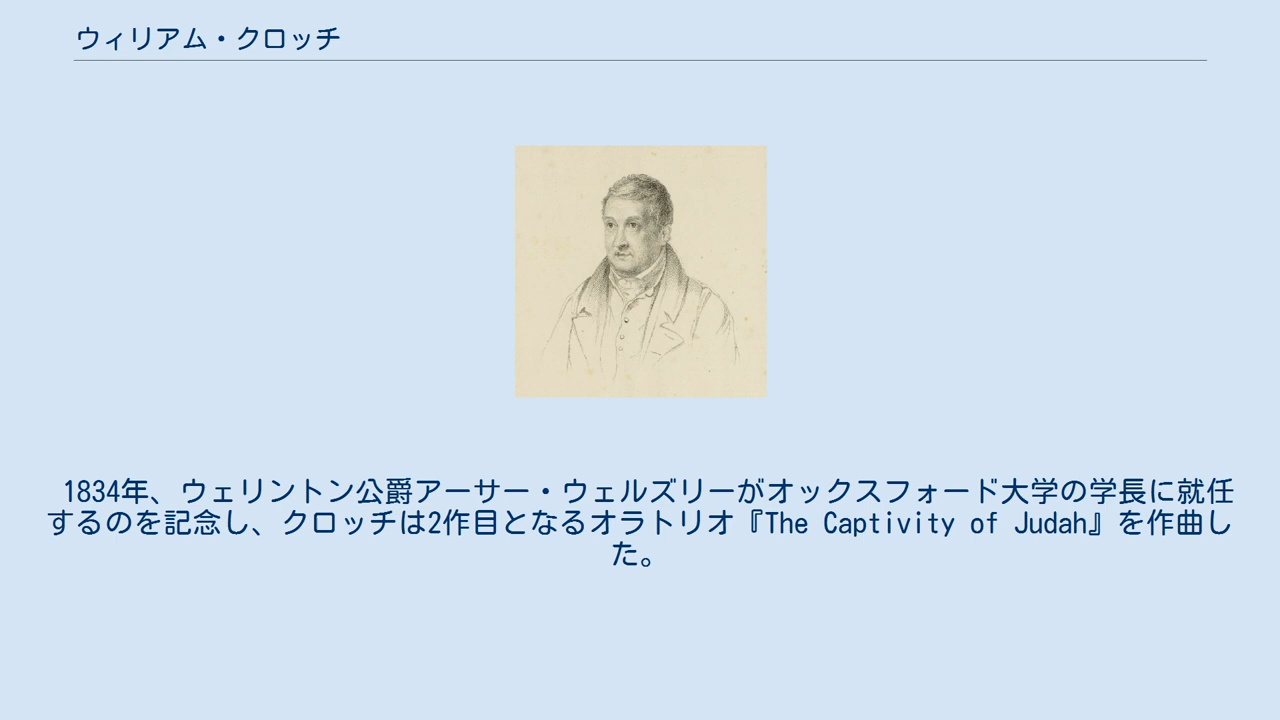 ウィリアム・クロッチ
1834年、ウェリントン公爵アーサー・ウェルズリーがオックスフォード大学の学長に就任
するのを記念し、クロッチは2作目となるオラトリオ『The Captivity of Judah』を作曲し
た。